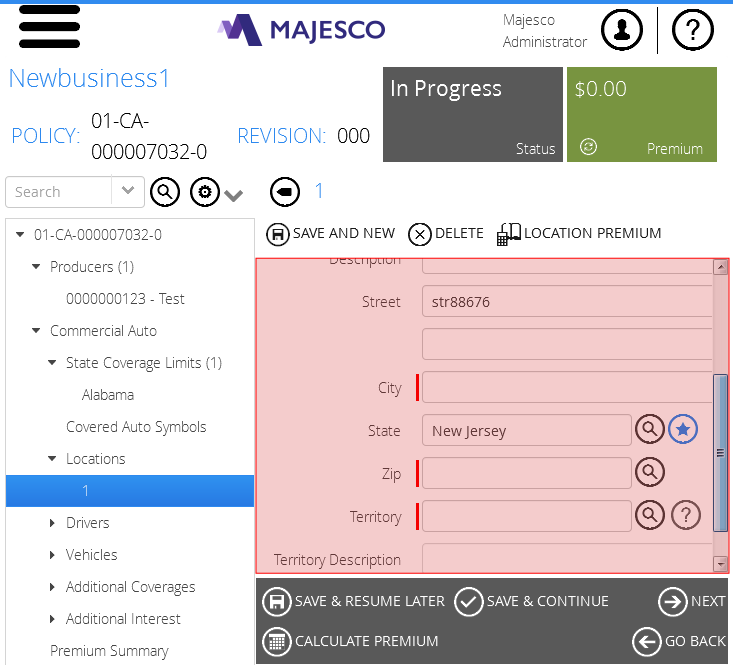 MAJESCO
Majesco
Administrator
?
Newbusiness1
POLICY:
01-CA-
000007032-0
REVISION:
000
In Progress
Status
$0.00
Premium
Search
1
SAVE AND NEW
DELETE
LOCATION PREMIUM
01-CA-000007032-0
Producers (1)
0000000123 - Test
Commercial Auto
State Coverage Limits (1)
Alabama
Covered Auto Symbols
Locations
1
Drivers
Vehicles
Additional Coverages
Additional Interest
Premium Summary
Description
Street
str88676
City
State
New Jersey
Zip
Territory
?
Territory Description
SAVE & RESUME LATER
SAVE & CONTINUE
NEXT
CALCULATE PREMIUM
GO BACK